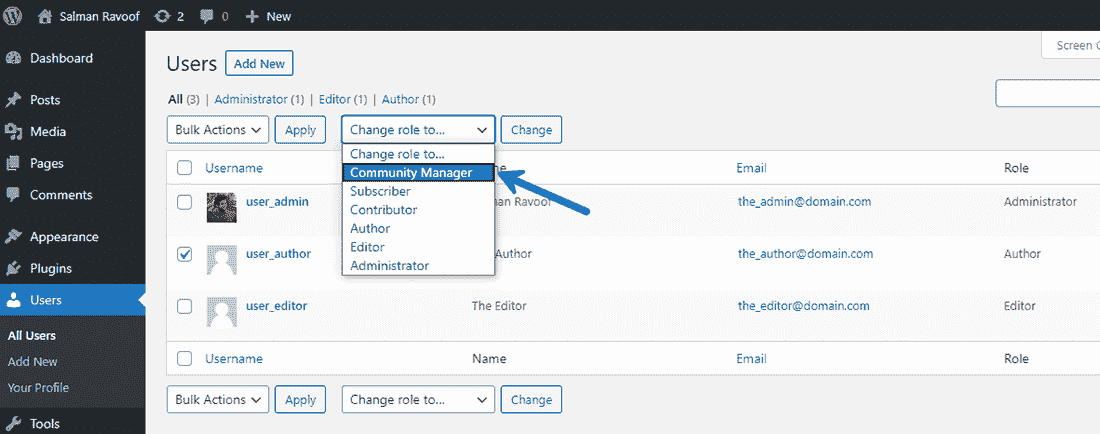 Salman Ravoof 2 0 + New
Screen O
Dashboard
Posts
Media
Pages
Comments
Appearance
Plugins
Users
All Users
Add New
Your Profile
Tools
Users Add New
All (3) | Administrator (1) | Editor (1) | Author (1)
Bulk Actions Apply Change role to... Change
Change role to...
Community Manager
Subscriber
Contributor
Author
Editor
Administrator
Username Email Role
user_admin Ravoof the_admin@domain.com Administrator
user_author Author the_author@domain.com Author
user_editor The Editor the_editor@domain.com Editor
Username Name Email Role
Bulk Actions Apply Change role to... Change